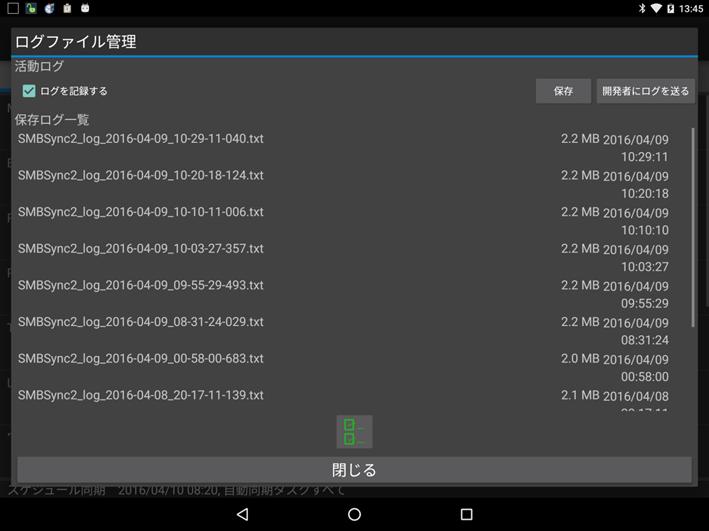 13:45
ログファイル管理
活動ログ
ログを記録する 保存 開発者にログを送る
保存ログ一覧
SMBSync2_log_2016-04-09_10-29-11-040.txt 2.2 MB 2016/04/09
10:29:11
SMBSync2_log_2016-04-09_10-20-18-124.txt 2.2 MB 2016/04/09
10:20:18
SMBSync2_log_2016-04-09_10-10-11-006.txt 2.2 MB 2016/04/09
10:10:10
SMBSync2_log_2016-04-09_10-03-27-357.txt 2.2 MB 2016/04/09
10:03:27
SMBSync2_log_2016-04-09_09-55-29-493.txt 2.2 MB 2016/04/09
09:55:29
SMBSync2_log_2016-04-09_08-31-24-029.txt 2.2 MB 2016/04/09
08:31:24
SMBSync2_log_2016-04-09_00-58-00-683.txt 2.0 MB 2016/04/09
00:58:00
SMBSync2_log_2016-04-08_20-17-11-139.txt 2.1 MB 2016/04/08
閉じる
スケジュール同期 2016/04/10 08:20, 自動同期タスクすべて